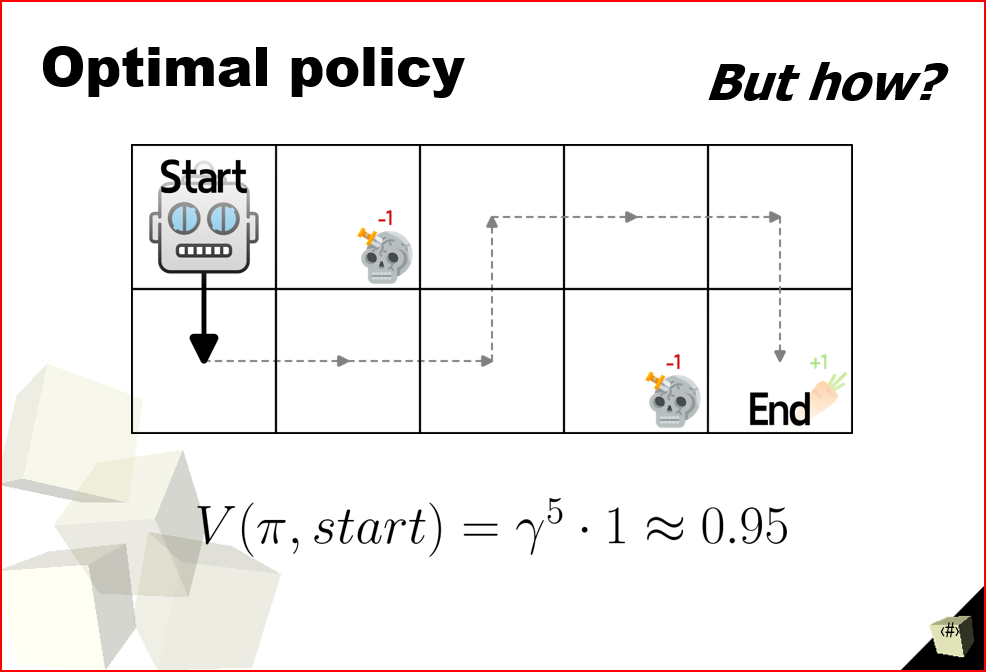 Optimal policy
But how?
Start
-1
-1
+1
End
V(π, start) = γ⁵ · 1 ≈ 0.95
‹#›